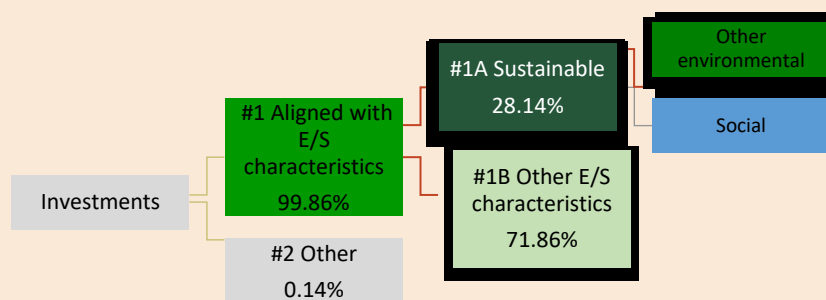 Investments
#1 Aligned with
E/S
characteristics
99.86%
#2 Other
0.14%
#1A Sustainable
28.14%
#1B Other E/S
characteristics
71.86%
Other
environmental
Social